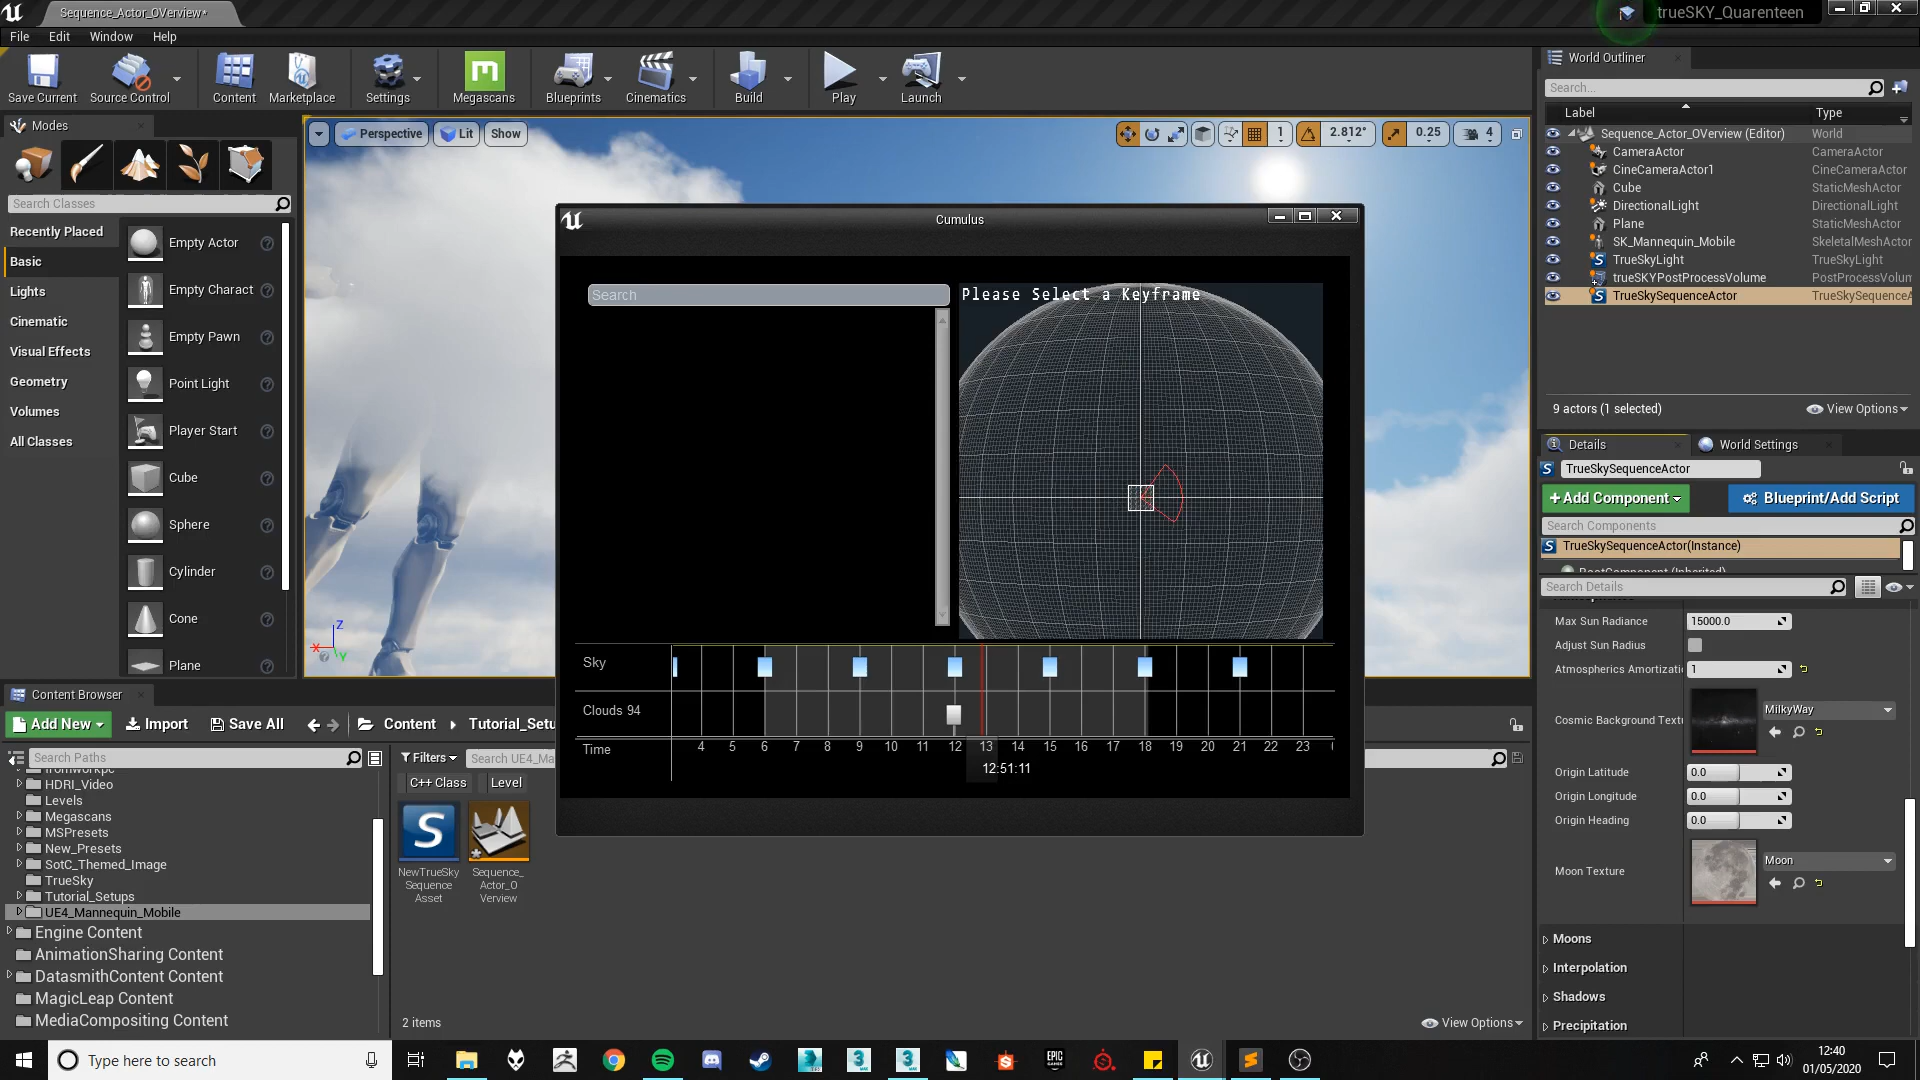 Sequence_Actor_OVerview*
trueSKY_Quarenteen
File Edit Window Help
Save Current
Source Control
Content
Marketplace
Settings
Megascans
Blueprints
Cinematics
Build
Play
Launch
Modes
Search Classes
Recently Placed
Basic
Lights
Cinematic
Visual Effects
Geometry
Volumes
All Classes
Empty Actor
Empty Charact
Empty Pawn
Point Light
Player Start
Cube
Sphere
Cylinder
Cone
Plane
Perspective
Lit
Show
1
2.812°
0.25
4
Z
X
Y
Cumulus
Search
Please Select a Keyframe
Sky
Clouds 94
Time
4 5 6 7 8 9 10 11 12 13 14 15 16 17 18 19 20 21 22 23
12:51:11
World Outliner
Search...
Label Type
Sequence_Actor_OVerview (Editor) World
CameraActor CameraActor
CineCameraActor1 CineCameraActor
Cube StaticMeshActor
DirectionalLight DirectionalLight
Plane StaticMeshActor
SK_Mannequin_Mobile SkeletalMeshActor
TrueSkyLight TrueSkyLight
trueSKYPostProcessVolume PostProcessVolum
TrueSkySequenceActor TrueSkySequenceA
9 actors (1 selected)
View Options
Details
World Settings
TrueSkySequenceActor
+Add Component
Blueprint/Add Script
Search Components
TrueSkySequenceActor(Instance)
RootComponent (Inherited)
Search Details
Max Sun Radiance 15000.0
Adjust Sun Radius
Atmospherics Amortizati 1
Cosmic Background Textu MilkyWay
Origin Latitude 0.0
Origin Longitude 0.0
Origin Heading 0.0
Moon Texture Moon
Moons
Interpolation
Shadows
Precipitation
Content Browser
Add New
Import
Save All
Content
Tutorial_Setu
Search Paths
Filters
Search UE4_Ma
C++ Class
Level
HDRI_Video
Levels
Megascans
MSPresets
New_Presets
SotC_Themed_Image
TrueSky
Tutorial_Setups
UE4_Mannequin_Mobile
Engine Content
AnimationSharing Content
DatasmithContent Content
MagicLeap Content
MediaCompositing Content
NewTrueSky
Sequence
Asset
Sequence_
Actor_O
Verview
2 items
View Options
Type here to search
12:40
01/05/2020